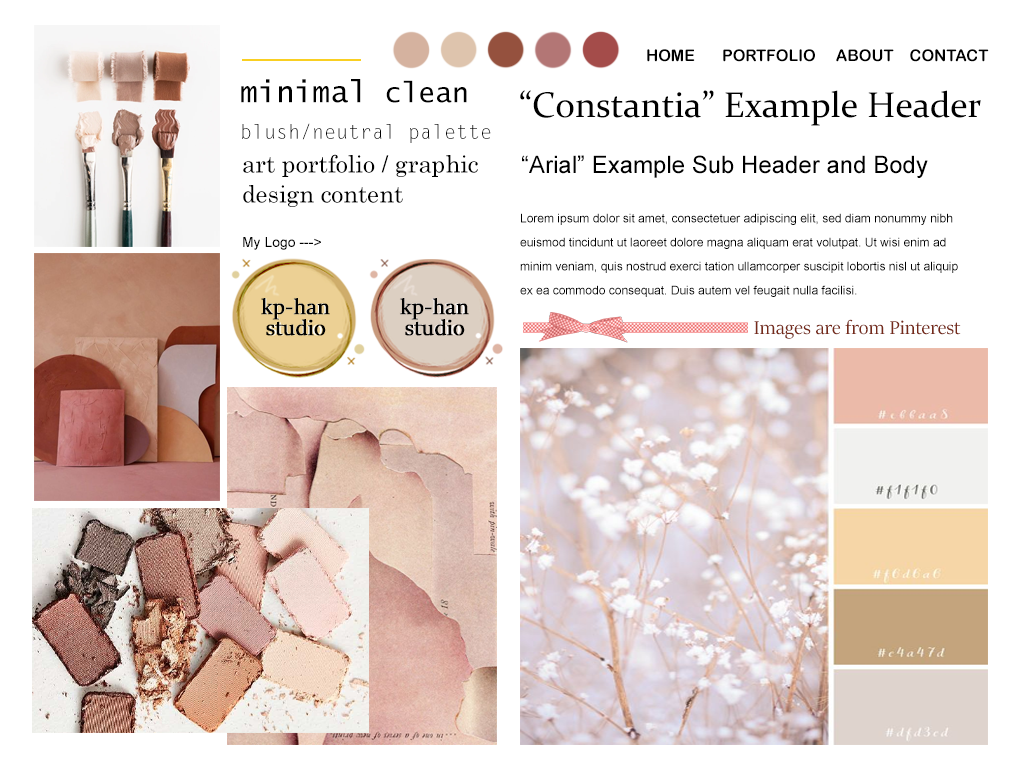 HOME PORTFOLIO ABOUT CONTACT
minimal clean
blush/neutral palette
art portfolio / graphic
design content
My Logo --->
kp-han
studio
kp-han
studio
“Constantia” Example Header
“Arial” Example Sub Header and Body
Lorem ipsum dolor sit amet, consectetuer adipiscing elit, sed diam nonummy nibh
euismod tincidunt ut laoreet dolore magna aliquam erat volutpat. Ut wisi enim ad
minim veniam, quis nostrud exerci tation ullamcorper suscipit lobortis nisl ut aliquip
ex ea commodo consequat. Duis autem vel feugait nulla facilisi.
Images are from Pinterest
#ebbaa8
#f1f1f0
#f6d6a6
#c4a47d
#dfd3cd
81